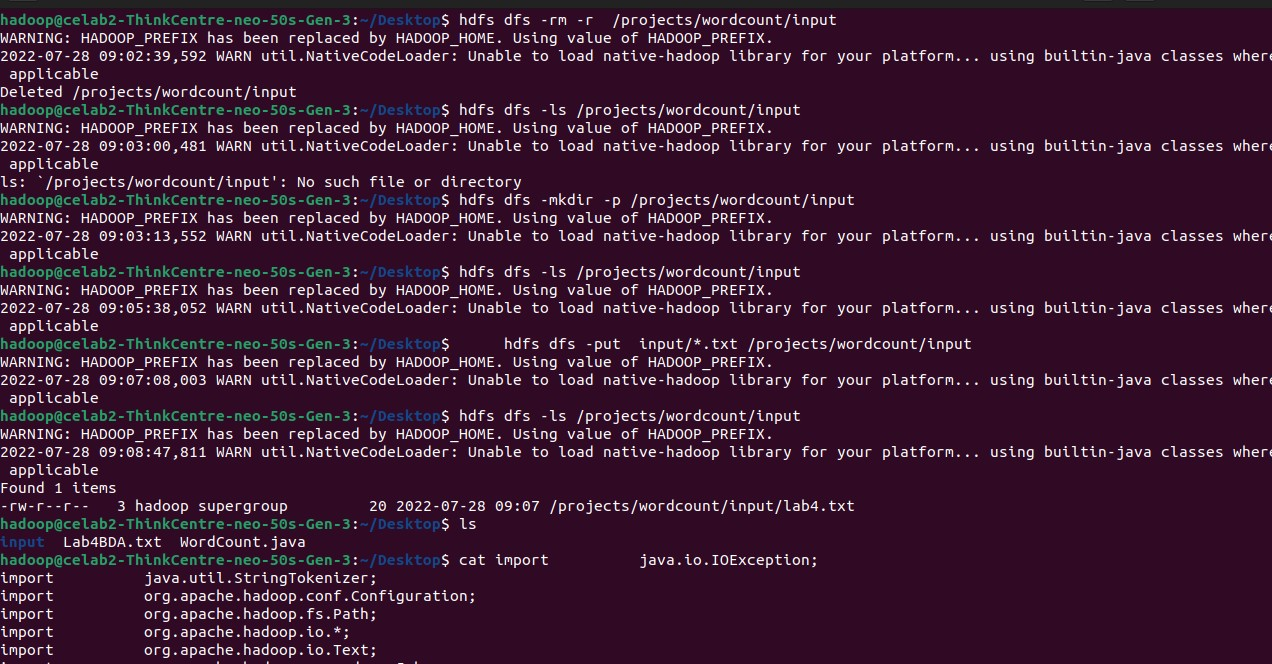 hadoop@celab2-ThinkCentre-neo-50s-Gen-3:~/Desktop$ hdfs dfs -rm -r  /projects/wordcount/input
WARNING: HADOOP_PREFIX has been replaced by HADOOP_HOME. Using value of HADOOP_PREFIX.
2022-07-28 09:02:39,592 WARN util.NativeCodeLoader: Unable to load native-hadoop library for your platform... using builtin-java classes where
 applicable
Deleted /projects/wordcount/input
hadoop@celab2-ThinkCentre-neo-50s-Gen-3:~/Desktop$ hdfs dfs -ls /projects/wordcount/input
WARNING: HADOOP_PREFIX has been replaced by HADOOP_HOME. Using value of HADOOP_PREFIX.
2022-07-28 09:03:00,481 WARN util.NativeCodeLoader: Unable to load native-hadoop library for your platform... using builtin-java classes where
 applicable
ls: `/projects/wordcount/input': No such file or directory
hadoop@celab2-ThinkCentre-neo-50s-Gen-3:~/Desktop$ hdfs dfs -mkdir -p /projects/wordcount/input
WARNING: HADOOP_PREFIX has been replaced by HADOOP_HOME. Using value of HADOOP_PREFIX.
2022-07-28 09:03:13,552 WARN util.NativeCodeLoader: Unable to load native-hadoop library for your platform... using builtin-java classes where
 applicable
hadoop@celab2-ThinkCentre-neo-50s-Gen-3:~/Desktop$ hdfs dfs -ls /projects/wordcount/input
WARNING: HADOOP_PREFIX has been replaced by HADOOP_HOME. Using value of HADOOP_PREFIX.
2022-07-28 09:05:38,052 WARN util.NativeCodeLoader: Unable to load native-hadoop library for your platform... using builtin-java classes where
 applicable
hadoop@celab2-ThinkCentre-neo-50s-Gen-3:~/Desktop$      hdfs dfs -put  input/*.txt /projects/wordcount/input
WARNING: HADOOP_PREFIX has been replaced by HADOOP_HOME. Using value of HADOOP_PREFIX.
2022-07-28 09:07:08,003 WARN util.NativeCodeLoader: Unable to load native-hadoop library for your platform... using builtin-java classes where
 applicable
hadoop@celab2-ThinkCentre-neo-50s-Gen-3:~/Desktop$ hdfs dfs -ls /projects/wordcount/input
WARNING: HADOOP_PREFIX has been replaced by HADOOP_HOME. Using value of HADOOP_PREFIX.
2022-07-28 09:08:47,811 WARN util.NativeCodeLoader: Unable to load native-hadoop library for your platform... using builtin-java classes where
 applicable
Found 1 items
-rw-r--r--   3 hadoop supergroup         20 2022-07-28 09:07 /projects/wordcount/input/lab4.txt
hadoop@celab2-ThinkCentre-neo-50s-Gen-3:~/Desktop$ ls
input  Lab4BDA.txt  WordCount.java
hadoop@celab2-ThinkCentre-neo-50s-Gen-3:~/Desktop$ cat import          java.io.IOException;
import          java.util.StringTokenizer;
import          org.apache.hadoop.conf.Configuration;
import          org.apache.hadoop.fs.Path;
import          org.apache.hadoop.io.*;
import          org.apache.hadoop.io.Text;